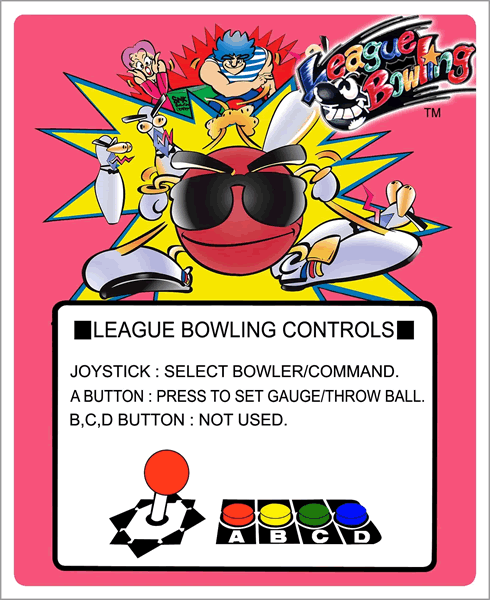 League
Bowling
TM
■LEAGUE BOWLING CONTROLS■
JOYSTICK : SELECT BOWLER/COMMAND.
A BUTTON : PRESS TO SET GAUGE/THROW BALL.
B,C,D BUTTON : NOT USED.
A B C D